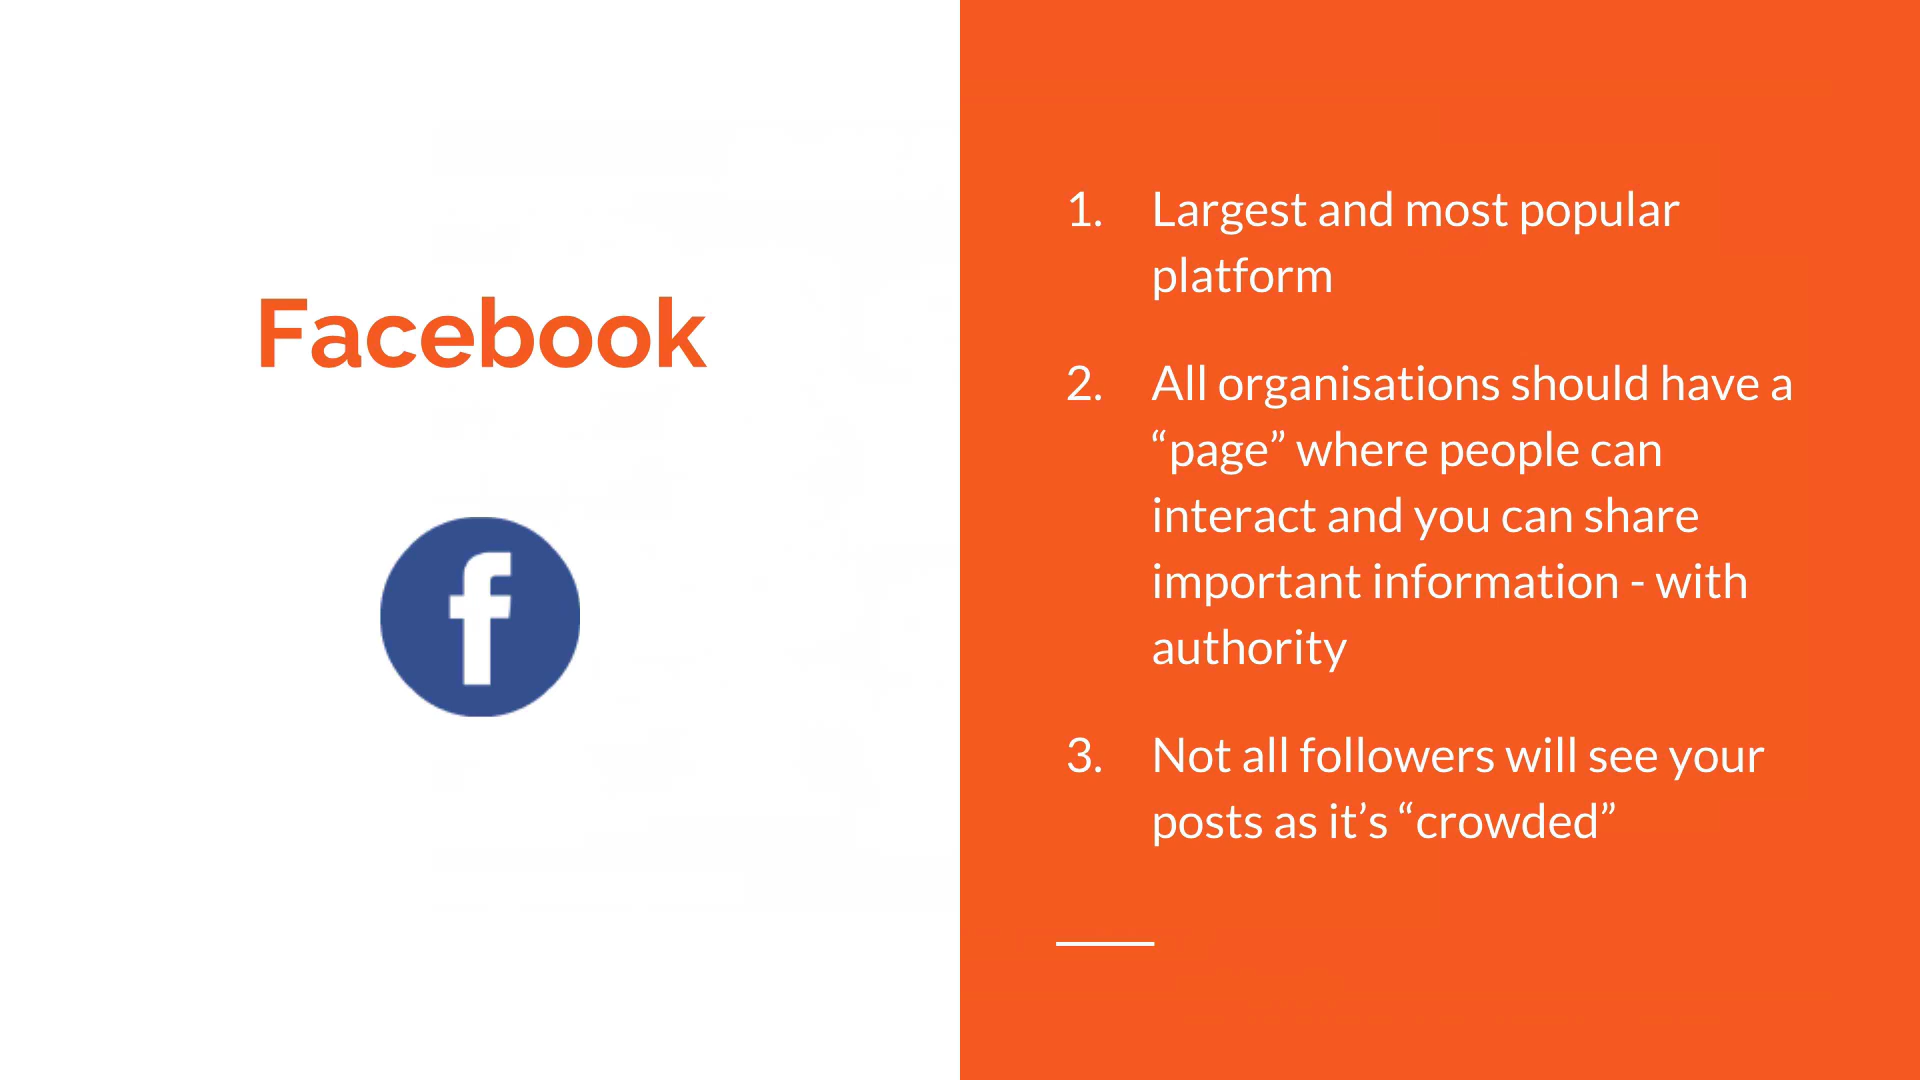 Facebook
f
1. Largest and most popular
platform
2. All organisations should have a
“page” where people can
interact and you can share
important information - with
authority
3. Not all followers will see your
posts as it’s “crowded”